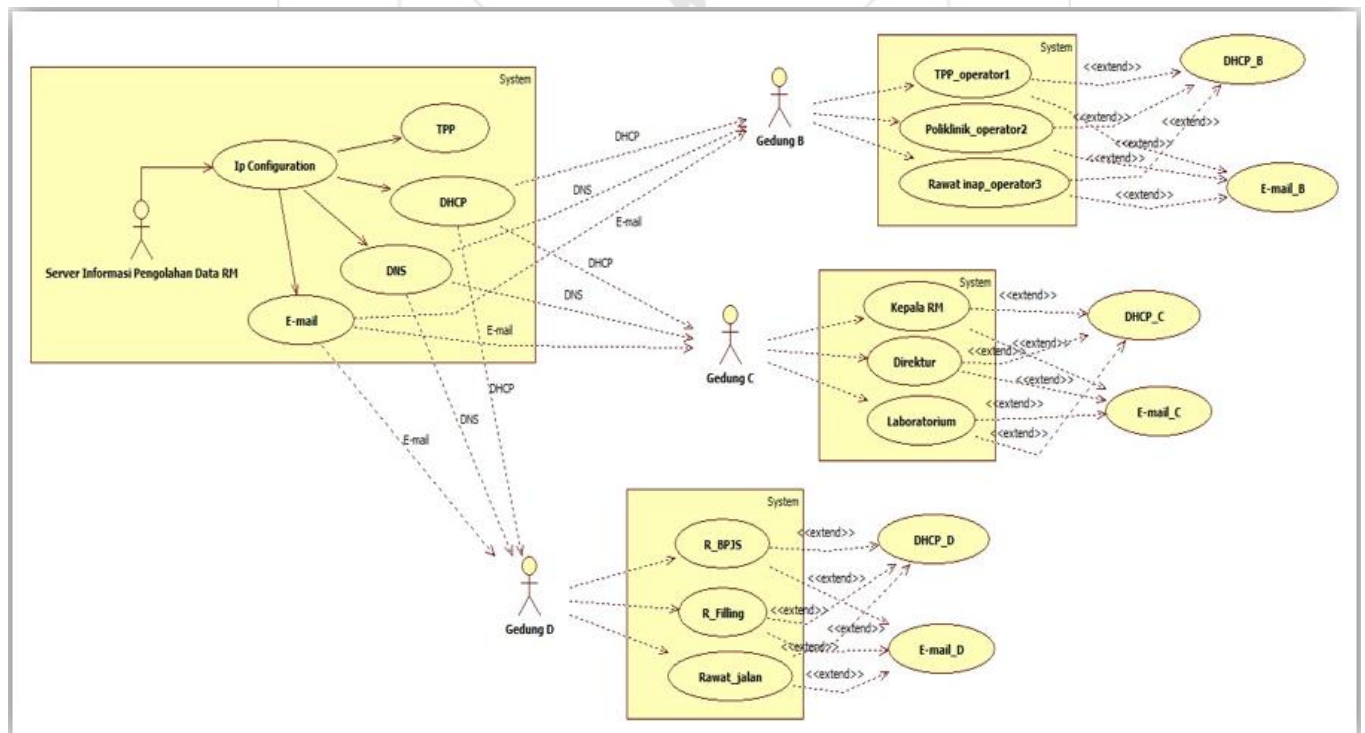 System
TPP
Ip Configuration
DHCP
DNS
E-mail
Server Informasi Pengolahan Data RM
DHCP
DNS
E-mail
DHCP
DNS
E-mail
DHCP
DNS
E-mail
Gedung B
System
TPP_operator1
Poliklinik_operator2
Rawat inap_operator3
<<extend>>
<<extend>>
<<extend>>
<<extend>>
<<extend>>
<<extend>>
DHCP_B
E-mail_B
Gedung C
System
Kepala RM
Direktur
Laboratorium
<<extend>>
<<extend>>
<<extend>>
<<extend>>
<<extend>>
<<extend>>
DHCP_C
E-mail_C
Gedung D
System
R_BPJS
R_Filling
Rawat_jalan
<<extend>>
<<extend>>
<<extend>>
<<extend>>
<<extend>>
<<extend>>
DHCP_D
E-mail_D